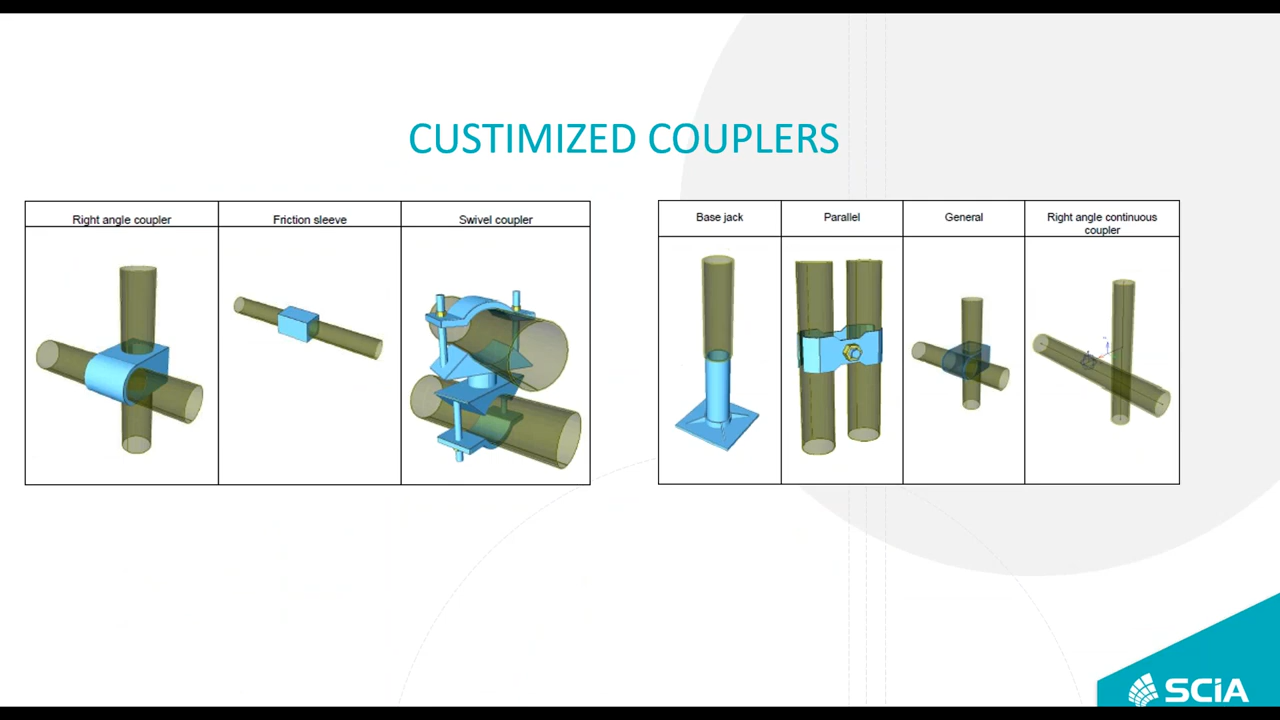 CUSTIMIZED COUPLERS
Right angle coupler
Friction sleeve
Swivel coupler
Base jack
Parallel
General
Right angle continuous
coupler
SCiA